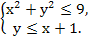 {x² + y² ≤ 9,
y ≤ x + 1.